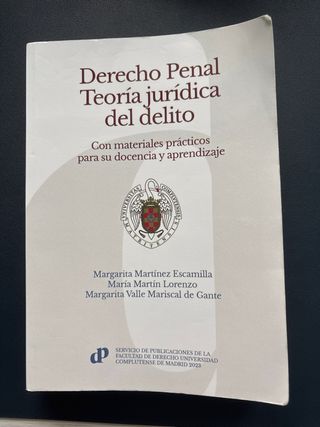 Derecho Penal
Teoría jurídica
del delito
Con materiales prácticos
para su docencia y aprendizaje
Margarita Martínez Escamilla
María Martín Lorenzo
Margarita Valle Mariscal de Gante
dp
SERVICIO DE PUBLICACIONES DE LA
FACULTAD DE DERECHO UNIVERSIDAD
COMPLUTENSE DE MADRID 2023